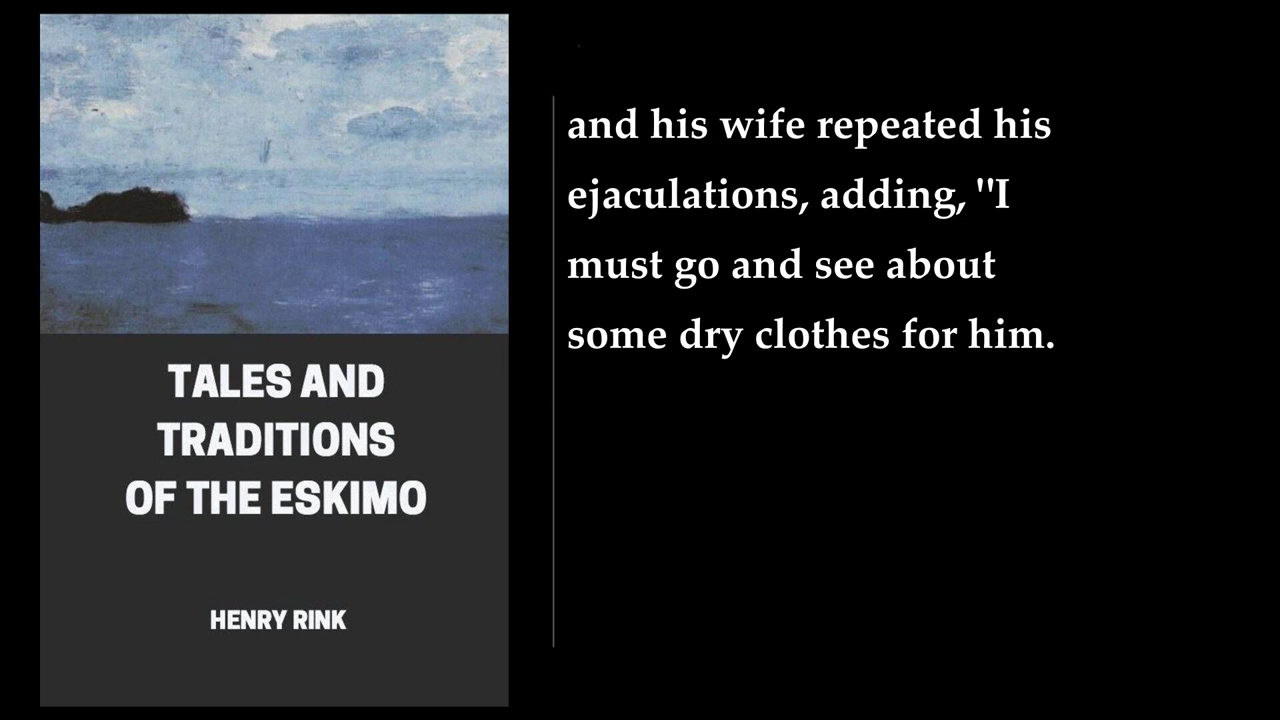 TALES AND
TRADITIONS
OF THE ESKIMO
HENRY RINK
and his wife repeated his
ejaculations, adding, "I
must go and see about
some dry clothes for him.